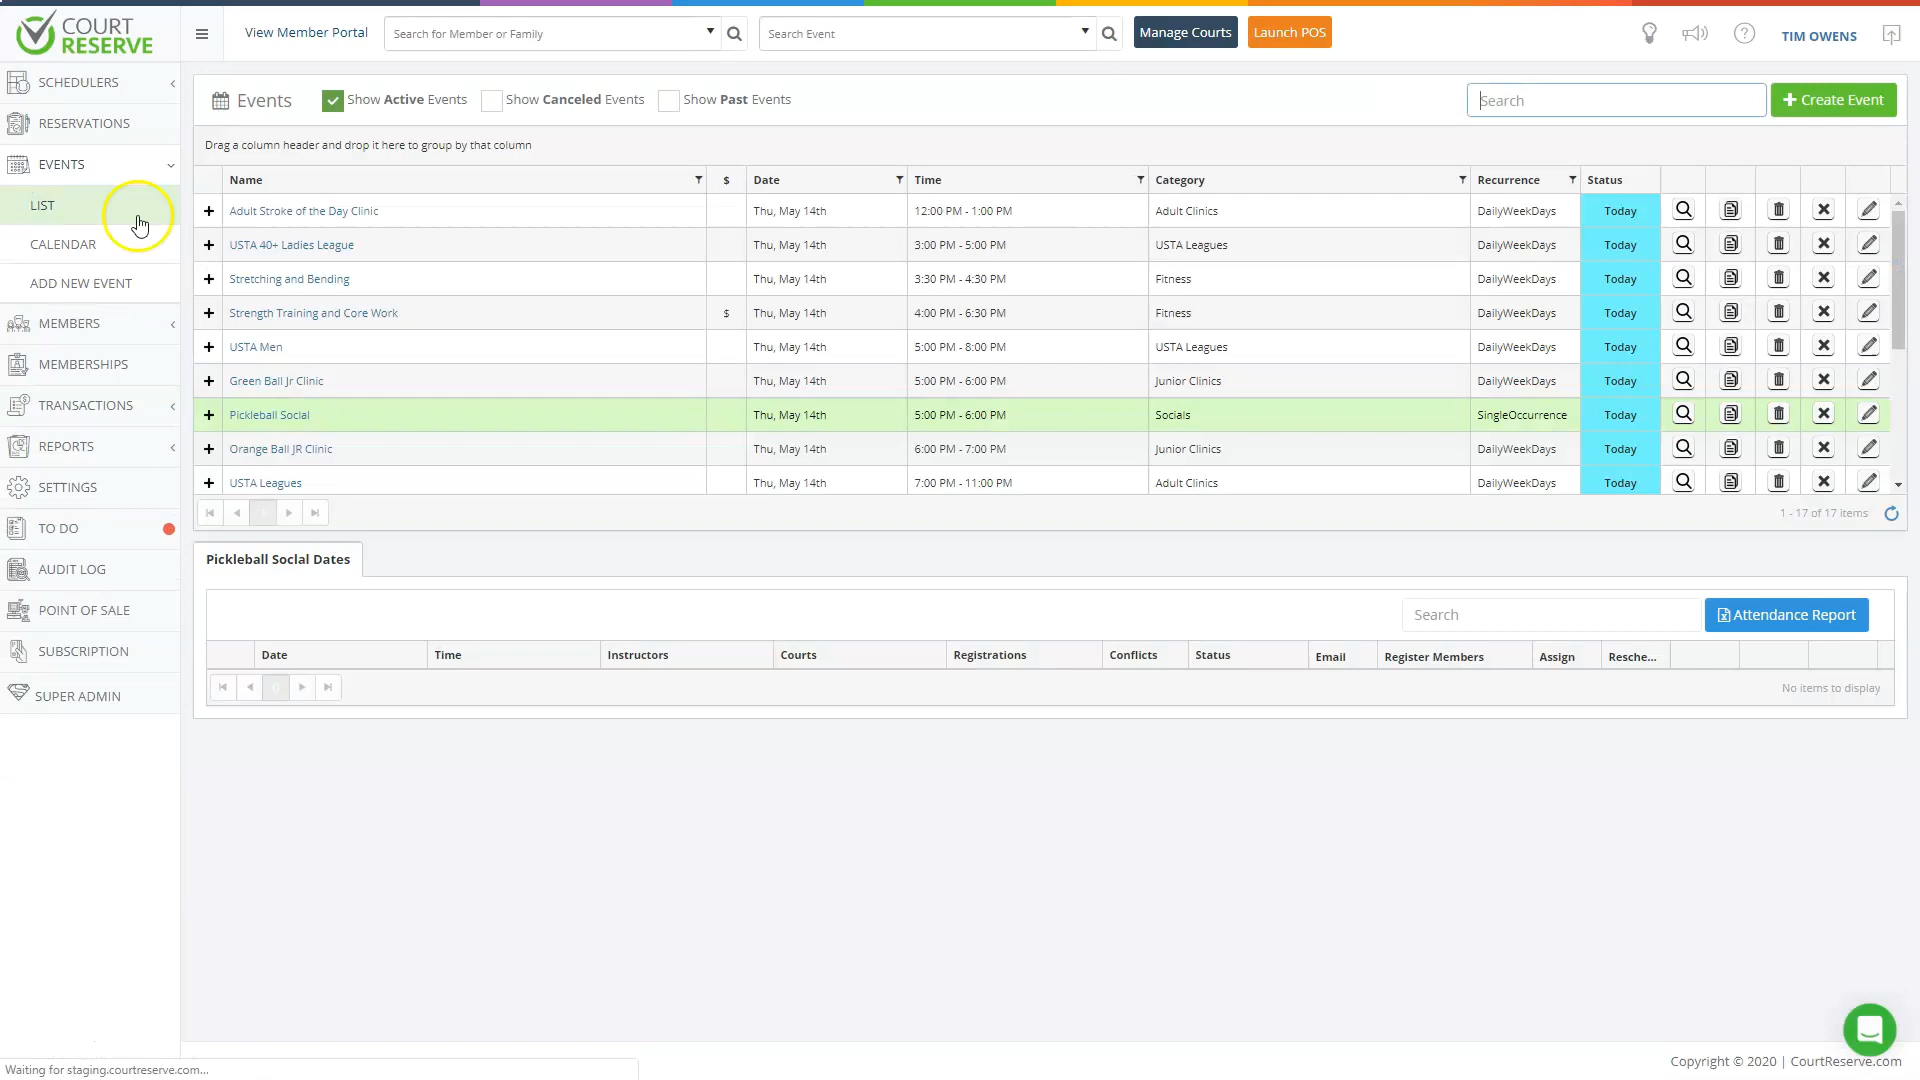 COURT
RESERVE
View Member Portal
Search for Member or Family
Search Event
Manage Courts
Launch POS
TIM OWENS
SCHEDULERS
RESERVATIONS
EVENTS
LIST
CALENDAR
ADD NEW EVENT
MEMBERS
MEMBERSHIPS
TRANSACTIONS
REPORTS
SETTINGS
TO DO
AUDIT LOG
POINT OF SALE
SUBSCRIPTION
SUPER ADMIN
Events Show Active Events Show Canceled Events Show Past Events Search + Create Event
Drag a column header and drop it here to group by that column
Name $ Date Time Category Recurrence Status
Adult Stroke of the Day Clinic Thu, May 14th 12:00 PM - 1:00 PM Adult Clinics DailyWeekDays Today
USTA 40+ Ladies League Thu, May 14th 3:00 PM - 5:00 PM USTA Leagues DailyWeekDays Today
Stretching and Bending Thu, May 14th 3:30 PM - 4:30 PM Fitness DailyWeekDays Today
Strength Training and Core Work $ Thu, May 14th 4:00 PM - 6:30 PM Fitness DailyWeekDays Today
USTA Men Thu, May 14th 5:00 PM - 8:00 PM USTA Leagues DailyWeekDays Today
Green Ball Jr Clinic Thu, May 14th 5:00 PM - 6:00 PM Junior Clinics DailyWeekDays Today
Pickleball Social Thu, May 14th 5:00 PM - 6:00 PM Socials SingleOccurrence Today
Orange Ball JR Clinic Thu, May 14th 6:00 PM - 7:00 PM Junior Clinics DailyWeekDays Today
USTA Leagues Thu, May 14th 7:00 PM - 11:00 PM Adult Clinics DailyWeekDays Today
1 - 17 of 17 items
Pickleball Soclal Dates
Search Attendance Report
Date Time Instructors Courts Registrations Conflicts Status Email Register Members Assign Resche...
0 No items to display
Copyright © 2020 | CourtReserve.com
Waiting for staging.courtreserve.com...